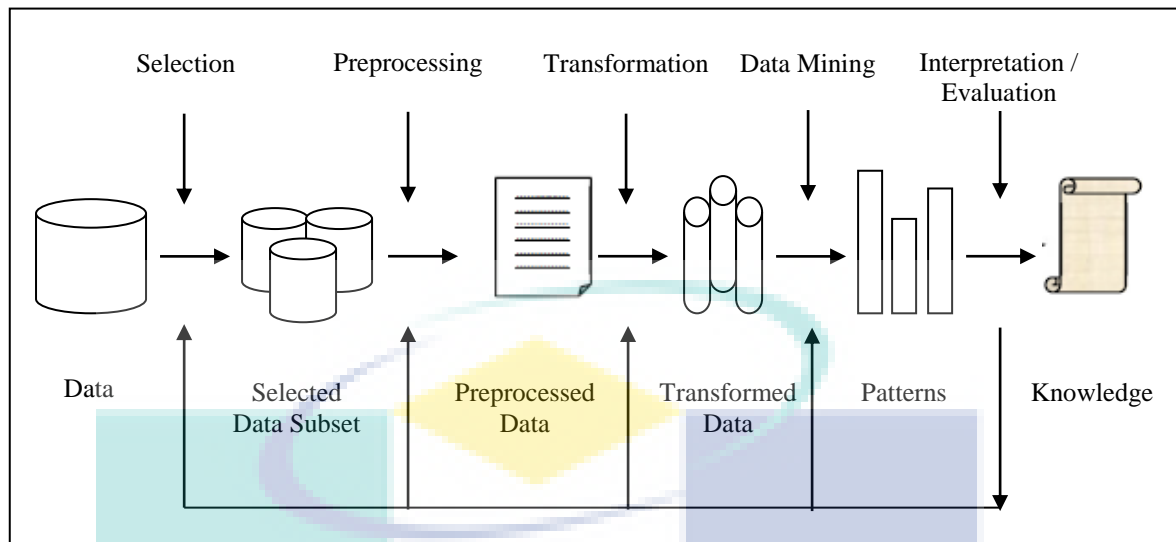 Selection
Preprocessing
Transformation
Data Mining
Interpretation /
Evaluation
Data
Selected
Data Subset
Preprocessed
Data
Transformed
Data
Patterns
Knowledge